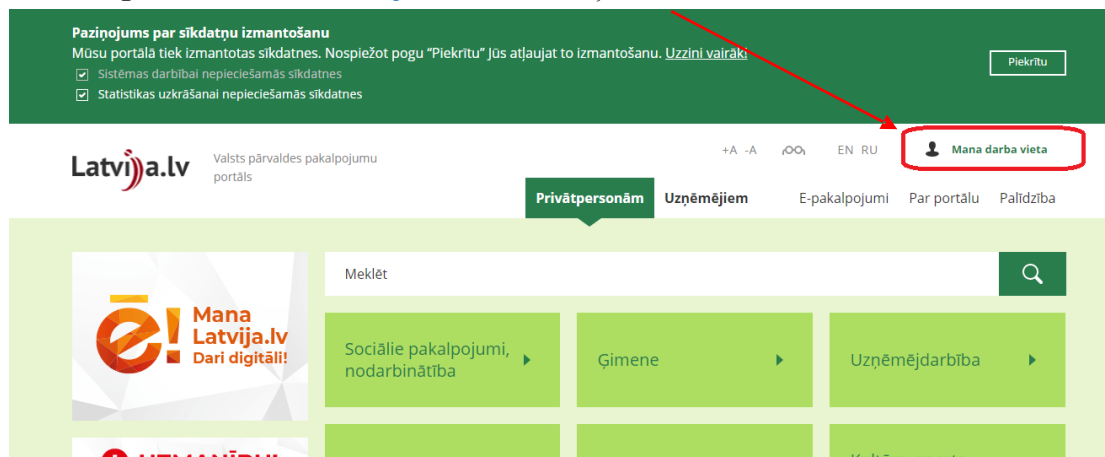 Paziņojums par sīkdatņu izmantošanu
Mūsu portālā tiek izmantotas sīkdatnes. Nospiežot pogu “Piekrītu” Jūs atļaujat to izmantošanu. Uzzini vairāk!
Sistēmas darbībai nepieciešamās sīkdatnes
Statistikas uzkrāšanai nepieciešamās sīkdatnes
Piekrītu
Latvija.lv
Valsts pārvaldes pakalpojumu
portāls
+A -A
EN RU
Mana darba vieta
Privātpersonām Uzņēmējiem E-pakalpojumi Par portālu Palīdzība
Meklēt
ē!
Mana
Latvija.lv
Dari digitāli!
Sociālie pakalpojumi,
nodarbinātība
Ģimene
Uzņēmējdarbība
UZMANĪBU!